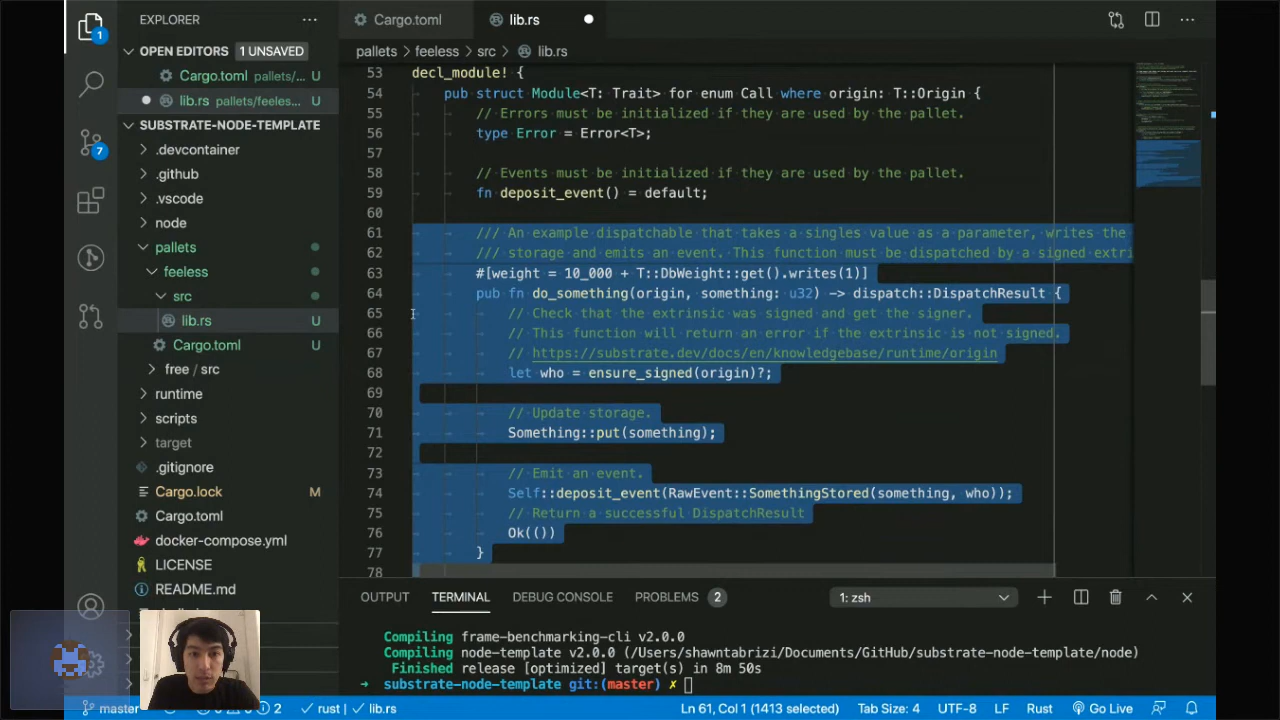 EXPLORER
Cargo.toml
lib.rs
1
OPEN EDITORS 1 UNSAVED
pallets › feeless › src › lib.rs
Cargo.toml pallets/... U
lib.rs pallets/feeles... U
SUBSTRATE-NODE-TEMPLATE
.devcontainer
7
.github
.vscode
node
pallets
feeless
src
lib.rs U
Cargo.toml U
free / src
runtime
scripts
target
.gitignore
Cargo.lock M
Cargo.toml
docker-compose.yml
LICENSE
README.md
53 decl_module! {
54 pub struct Module<T: Trait> for enum Call where origin: T::Origin {
55 // Errors must be initialized if they are used by the pallet.
56 type Error = Error<T>;
57
58 // Events must be initialized if they are used by the pallet.
59 fn deposit_event() = default;
60
61 /// An example dispatchable that takes a singles value as a parameter, writes the
62 /// storage and emits an event. This function must be dispatched by a signed extri
63 #[weight = 10_000 + T::DbWeight::get().writes(1)]
64 pub fn do_something(origin, something: u32) -> dispatch::DispatchResult {
65 // Check that the extrinsic was signed and get the signer.
66 // This function will return an error if the extrinsic is not signed.
67 // https://substrate.dev/docs/en/knowledgebase/runtime/origin
68 let who = ensure_signed(origin)?;
69
70 // Update storage.
71 Something::put(something);
72
73 // Emit an event.
74 Self::deposit_event(RawEvent::SomethingStored(something, who));
75 // Return a successful DispatchResult
76 Ok(())
77 }
78
OUTPUT TERMINAL DEBUG CONSOLE PROBLEMS 2 1: zsh
Compiling frame-benchmarking-cli v2.0.0
Compiling node-template v2.0.0 (/Users/shawntabrizi/Documents/GitHub/substrate-node-template/node)
Finished release [optimized] target(s) in 8m 50s
➜ substrate-node-template git:(master) ✗
master 2 ✓ rust | ✓ lib.rs Ln 61, Col 1 (1413 selected) Tab Size: 4 UTF-8 LF Rust Go Live